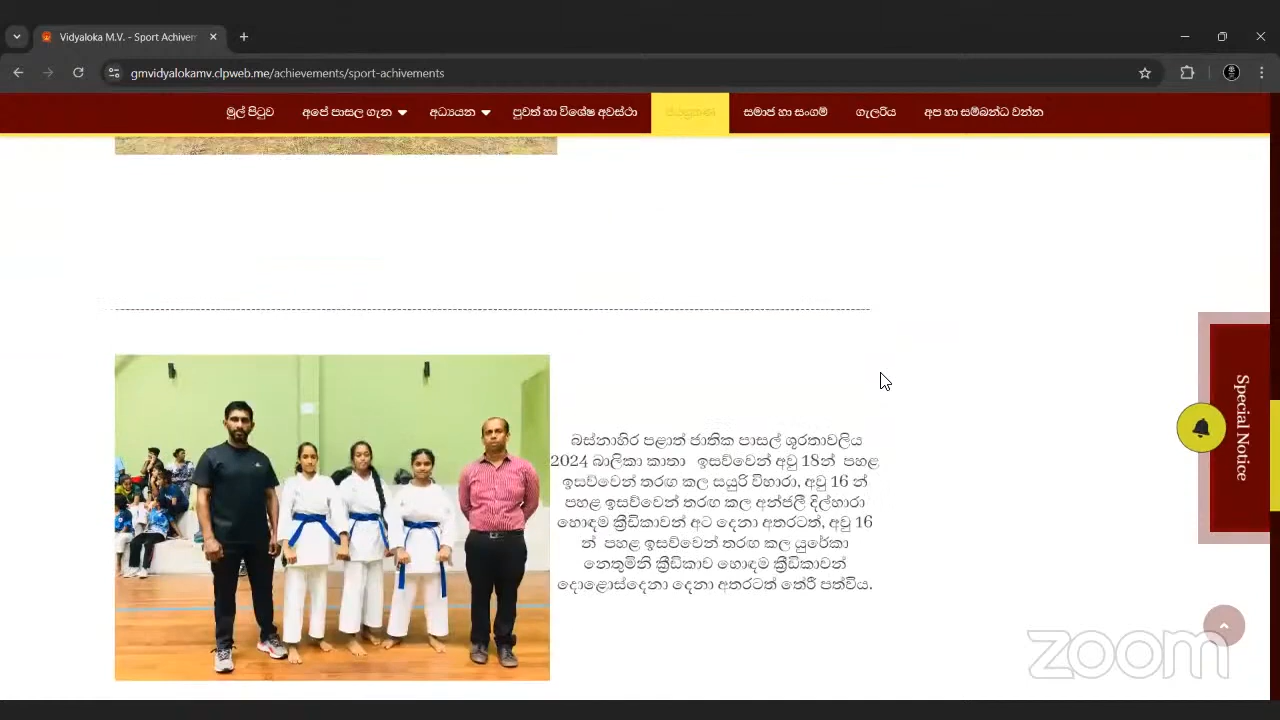 Vidyaloka M.V. - Sport Achiever
gmvidyalokamv.clpweb.me/achievements/sport-achivements
මුල් පිටුව අපේ පාසල ගැන අධ්‍යයන පුවත් හා විශේෂ අවස්ථා ජයග්‍රහණ සමාජ හා සංගම් ගැලරිය අප හා සම්බන්ධ වන්න
Special Notice
බස්නාහිර පළාත් ජාතික පාසල් ශූරතාවලිය
2024 බාලිකා කාතා ඉසව්වෙන් අවු 18න් පහළ
ඉසව්වෙන් තරඟ කල සයුරි විහාරා, අවු 16 න්
පහළ ඉසව්වෙන් තරඟ කල අන්ජලී දිල්හාරා
හොඳම ක්‍රීඩිකාවන් අට දෙනා අතරටත්, අවු 16
න් පහළ ඉසව්වෙන් තරඟ කල යුරේකා
නෙතුමිනි ක්‍රීඩිකාව හොඳම ක්‍රීඩිකාවන්
දොළොස්දෙනා දෙනා අතරටත් තේරී පත්විය.
zoom